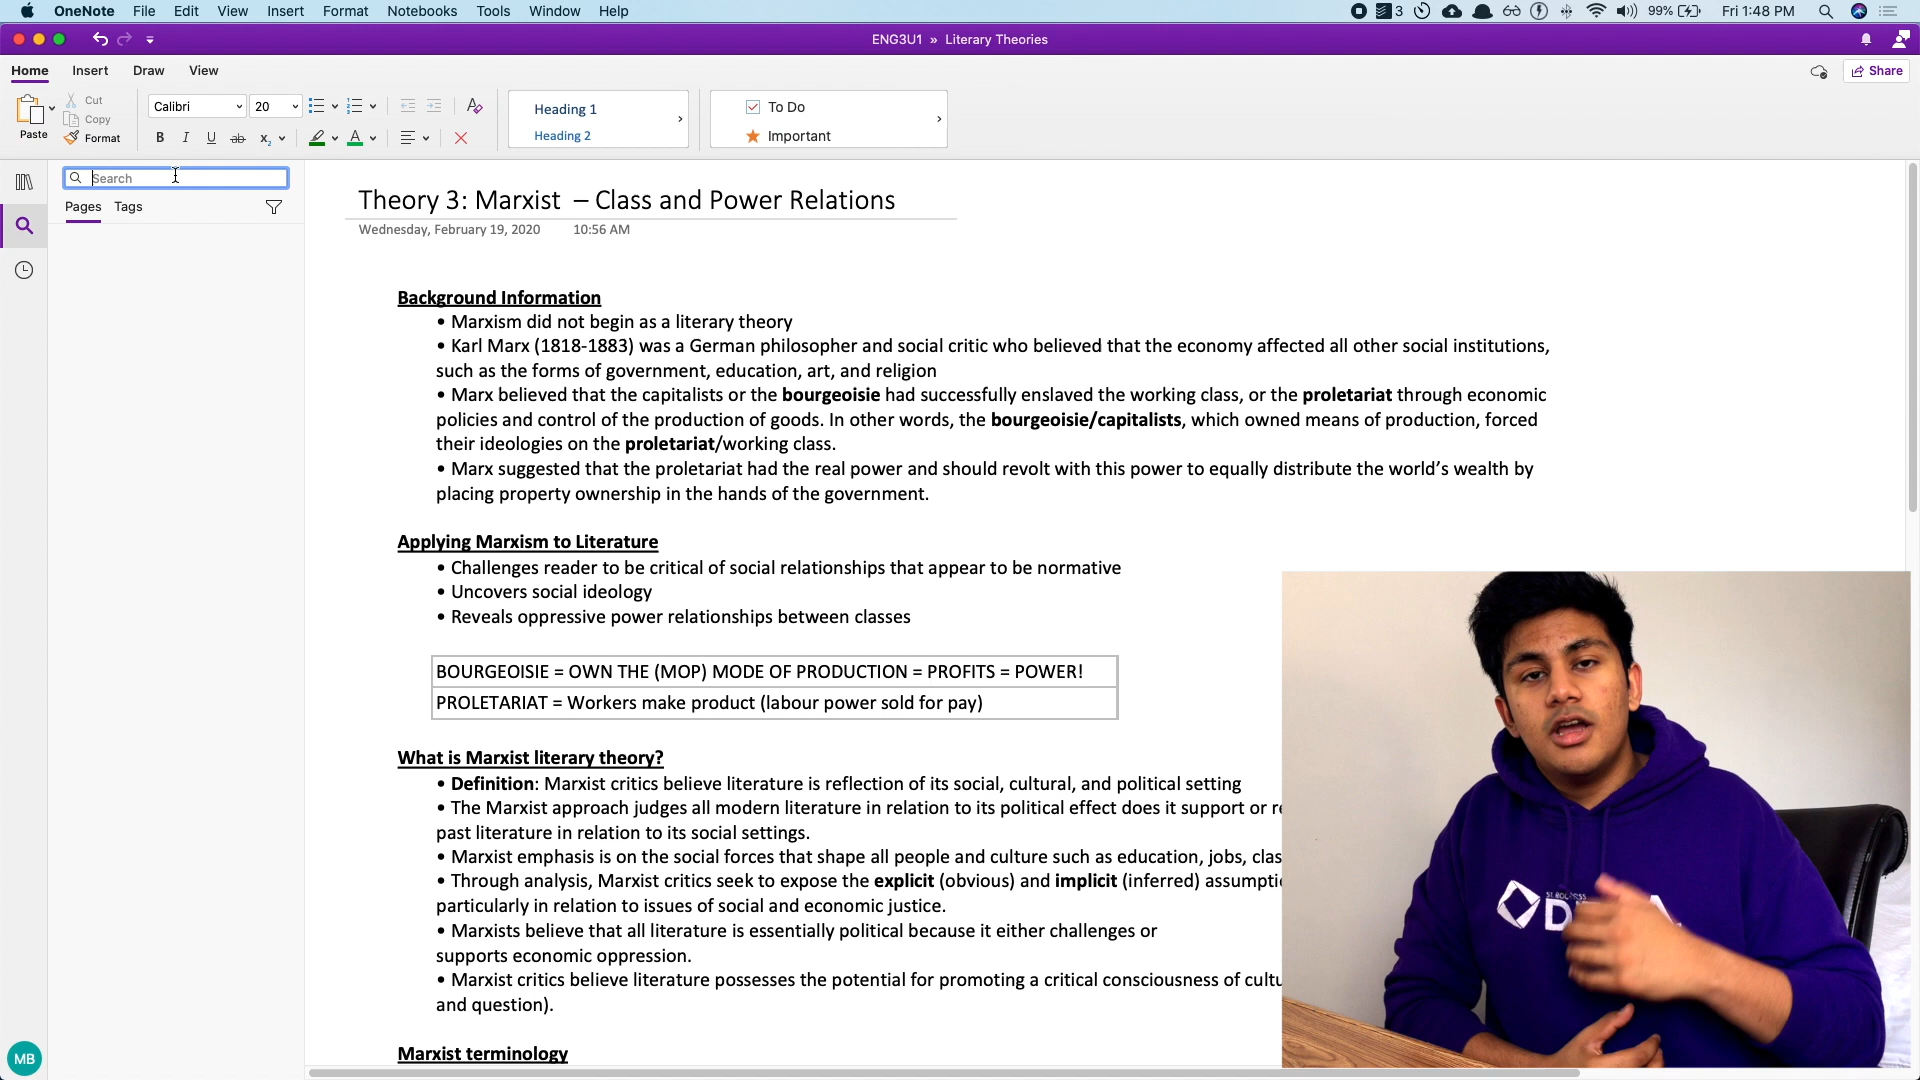 OneNote File Edit View Insert Format Notebooks Tools Window Help 3 99% Fri 1:48 PM
ENG3U1 » Literary Theories
Home Insert Draw View Share
Paste Cut Copy Format Calibri 20 Heading 1 Heading 2 To Do Important
Search
Pages Tags
Theory 3: Marxist – Class and Power Relations
Wednesday, February 19, 2020 10:56 AM
Background Information
• Marxism did not begin as a literary theory
• Karl Marx (1818-1883) was a German philosopher and social critic who believed that the economy affected all other social institutions,
such as the forms of government, education, art, and religion
• Marx believed that the capitalists or the bourgeoisie had successfully enslaved the working class, or the proletariat through economic
policies and control of the production of goods. In other words, the bourgeoisie/capitalists, which owned means of production, forced
their ideologies on the proletariat/working class.
• Marx suggested that the proletariat had the real power and should revolt with this power to equally distribute the world's wealth by
placing property ownership in the hands of the government.
Applying Marxism to Literature
• Challenges reader to be critical of social relationships that appear to be normative
• Uncovers social ideology
• Reveals oppressive power relationships between classes
BOURGEOISIE = OWN THE (MOP) MODE OF PRODUCTION = PROFITS = POWER!
PROLETARIAT = Workers make product (labour power sold for pay)
What is Marxist literary theory?
• Definition: Marxist critics believe literature is reflection of its social, cultural, and political setting
• The Marxist approach judges all modern literature in relation to its political effect does it support or
past literature in relation to its social settings.
• Marxist emphasis is on the social forces that shape all people and culture such as education, jobs,
• Through analysis, Marxist critics seek to expose the explicit (obvious) and implicit (inferred)
particularly in relation to issues of social and economic justice.
• Marxists believe that all literature is essentially political because it either challenges or
supports economic oppression.
• Marxist critics believe literature possesses the potential for promoting a critical consciousness of
and question).
Marxist terminology
MB